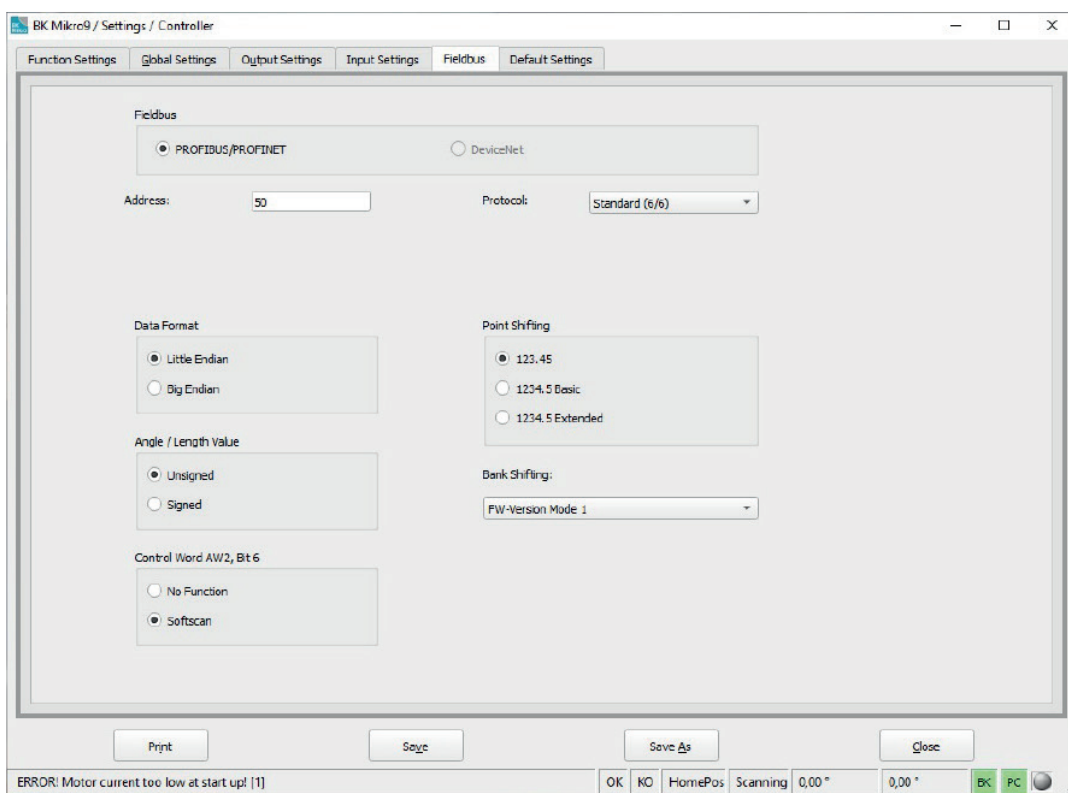 BK Mikro9 / Settings / Controller
Function Settings Global Settings Output Settings Input Settings Fieldbus Default Settings
Fieldbus
PROFIBUS/PROFINET DeviceNet
Address: 50 Protocol: Standard (6/6)
Data Format Point Shifting
Little Endian 123.45
Big Endian 1234.5 Basic
1234.5 Extended
Angle / Length Value
Unsigned Bank Shifting:
Signed FW-Version Mode 1
Control Word AW2, Bit 6
No Function
Softscan
Print Save Save As Close
ERROR! Motor current too low at start up! [1] OK KO HomePos Scanning 0,00 ° 0,00 ° BK PC